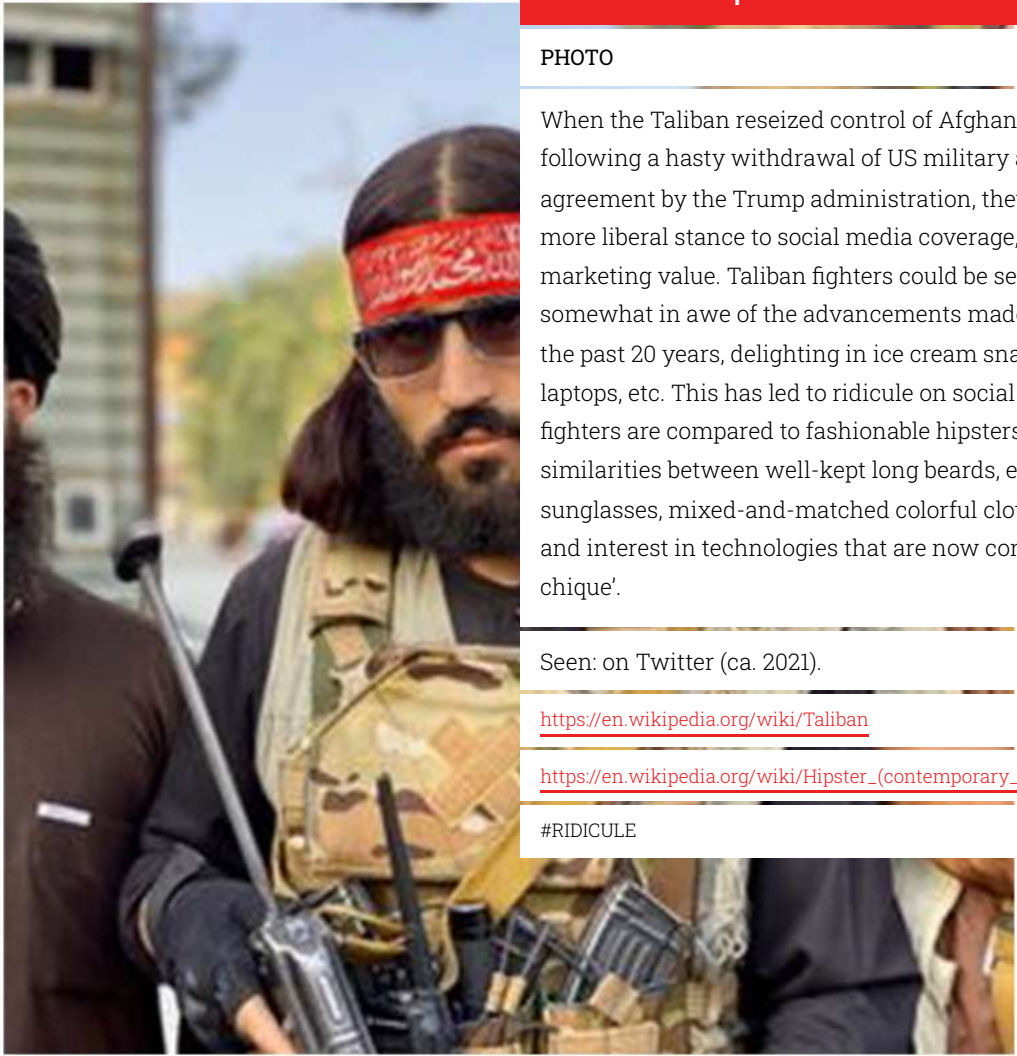 PHOTO
When the Taliban reseized control of Afghan
following a hasty withdrawal of US military
agreement by the Trump administration, the
more liberal stance to social media coverage,
marketing value. Taliban fighters could be se
somewhat in awe of the advancements mad
the past 20 years, delighting in ice cream sna
laptops, etc. This has led to ridicule on social
fighters are compared to fashionable hipsters
similarities between well-kept long beards, e
sunglasses, mixed-and-matched colorful clo
and interest in technologies that are now co
chique’.
Seen: on Twitter (ca. 2021).
https://en.wikipedia.org/wiki/Taliban
https://en.wikipedia.org/wiki/Hipster_(contemporary_
#RIDICULE